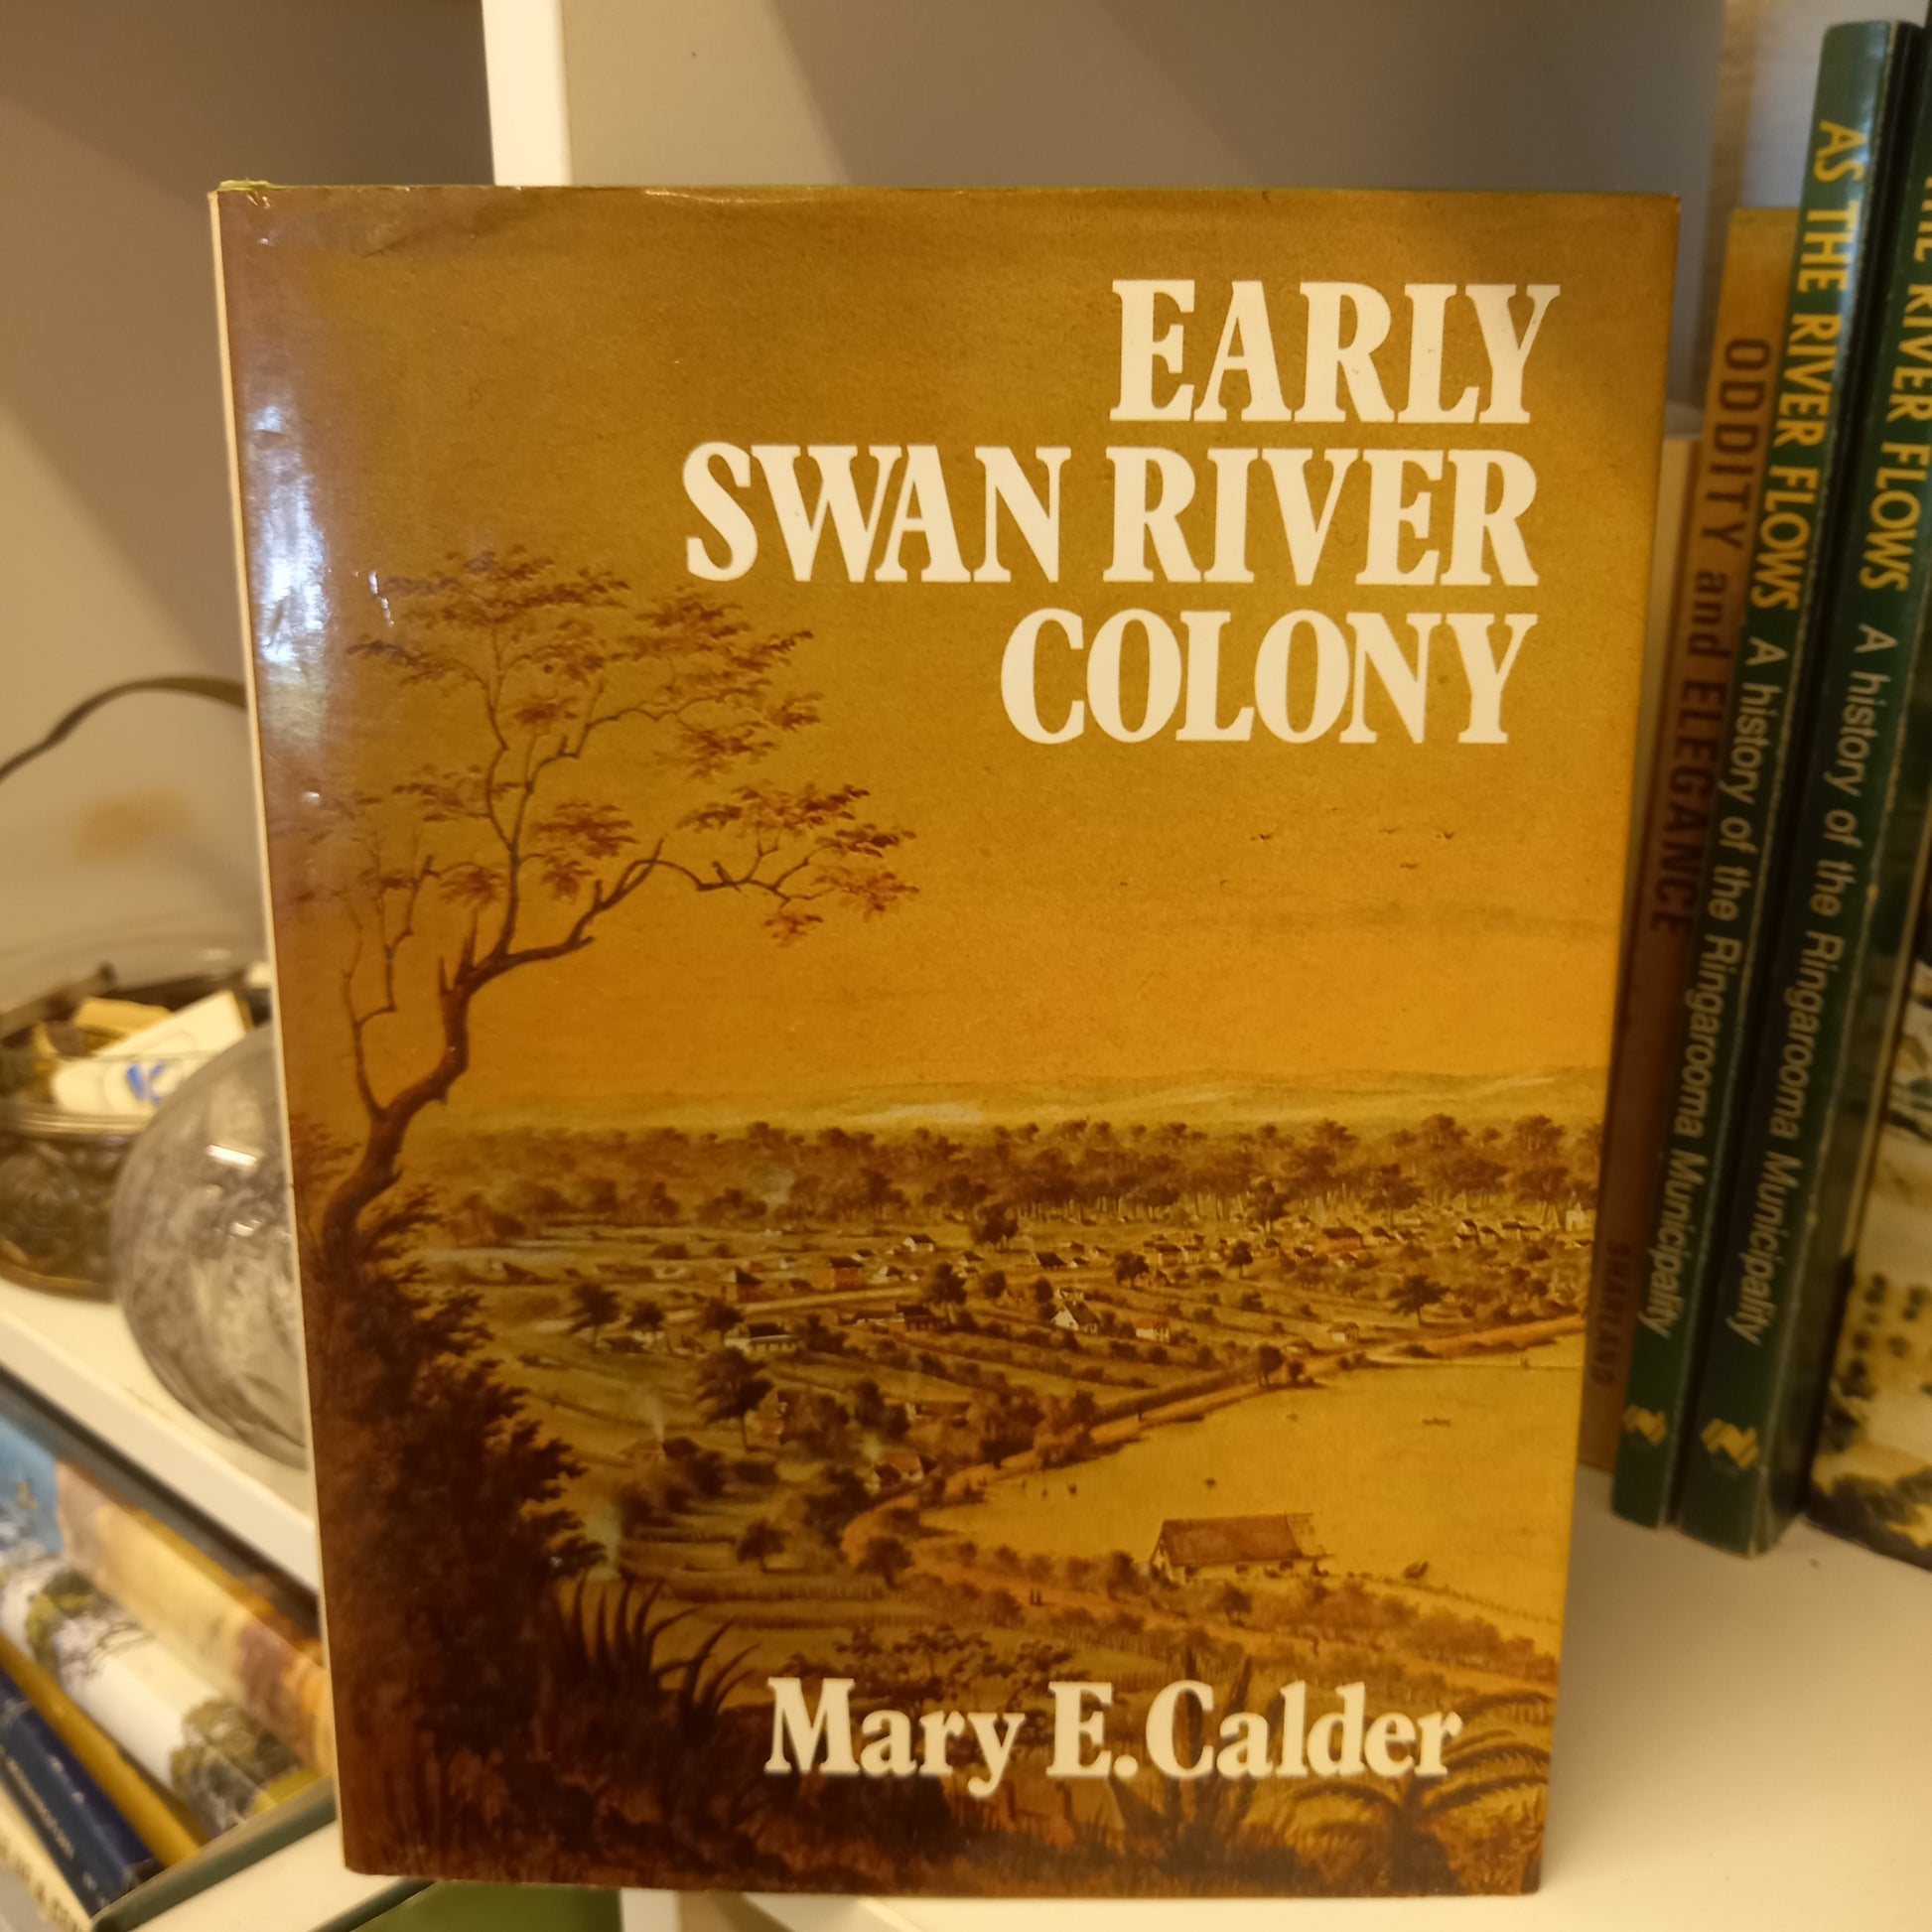 EARLY
SWAN RIVER
COLONY
Mary E. Calder
ODDITY and ELEGANCE
AS THE RIVER FLOWS A history of the Ringarooma Municipality
THE RIVER FLOWS A history of the Ringarooma Municipality